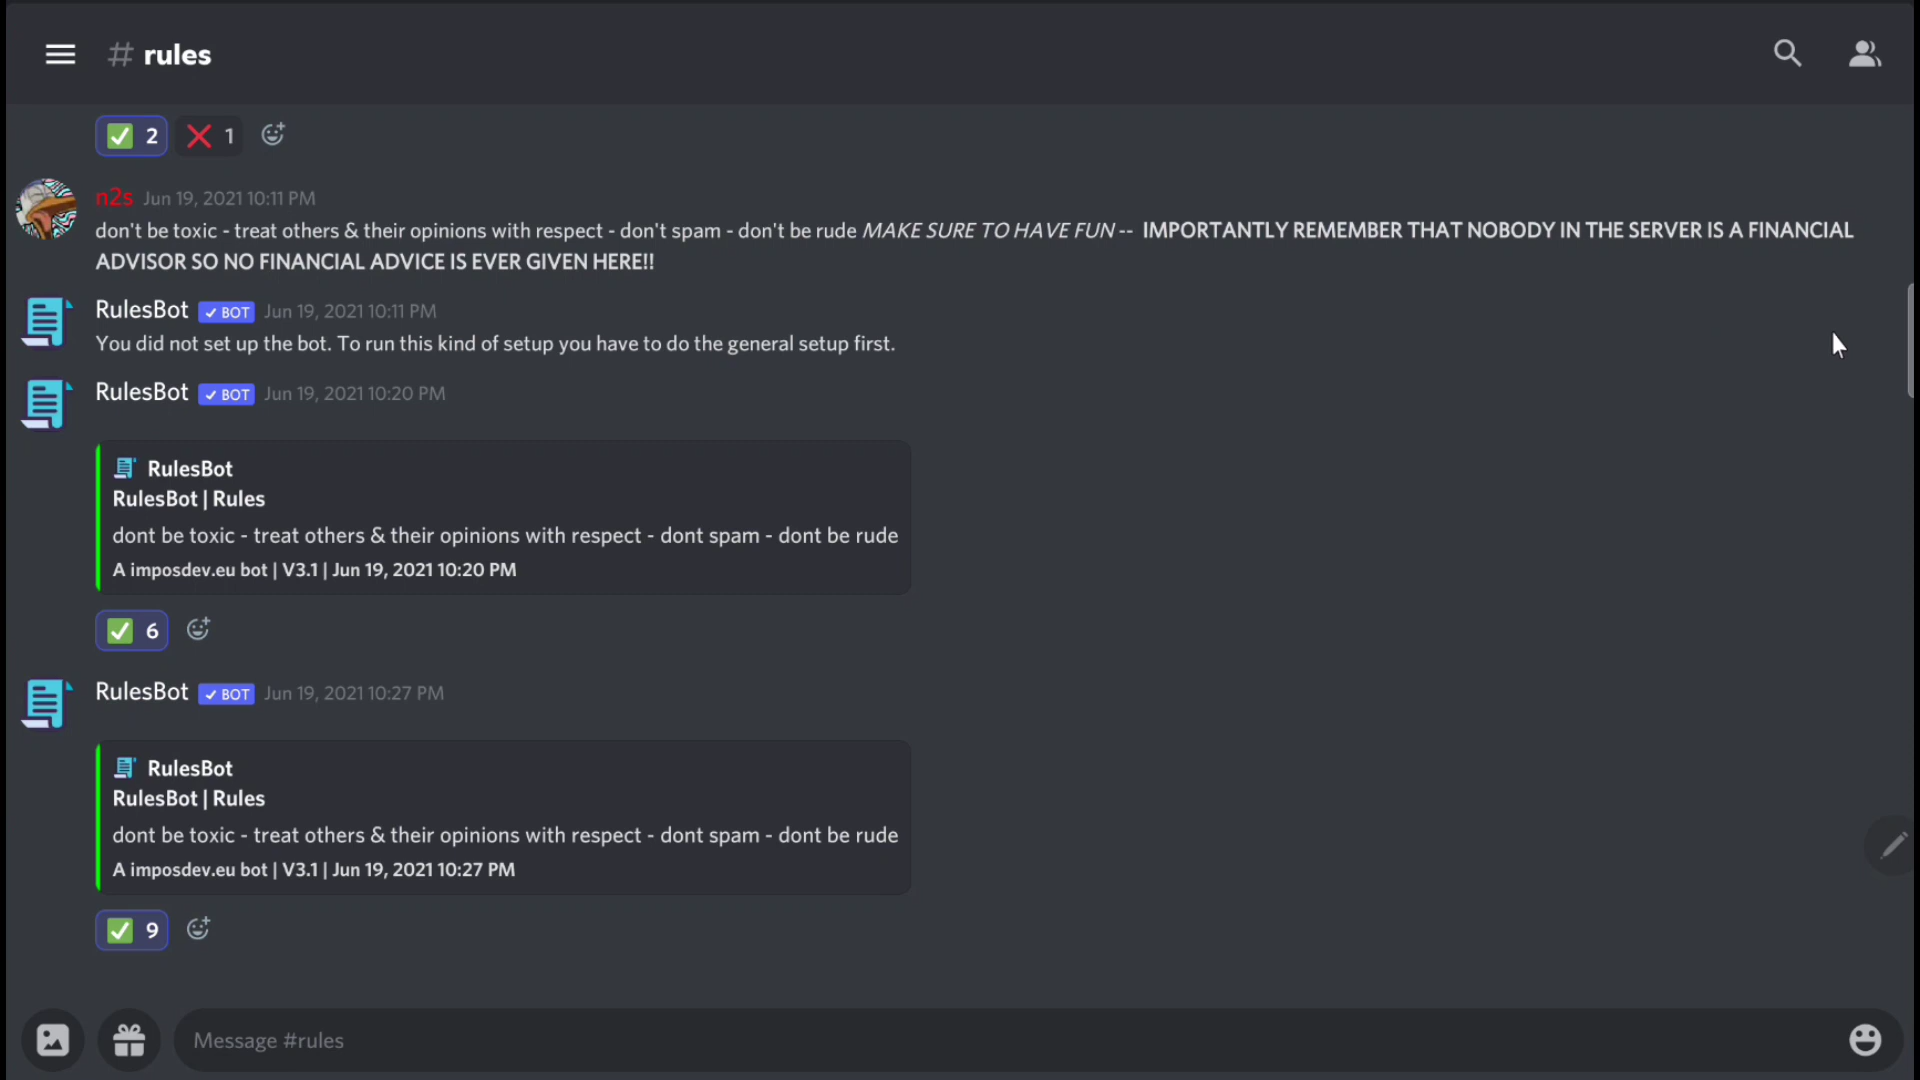 # rules
2 1
n2s Jun 19, 2021 10:11 PM
don't be toxic - treat others & their opinions with respect - don't spam - don't be rude MAKE SURE TO HAVE FUN -- IMPORTANTLY REMEMBER THAT NOBODY IN THE SERVER IS A FINANCIAL
ADVISOR SO NO FINANCIAL ADVICE IS EVER GIVEN HERE!!
RulesBot ✓ BOT Jun 19, 2021 10:11 PM
You did not set up the bot. To run this kind of setup you have to do the general setup first.
RulesBot ✓ BOT Jun 19, 2021 10:20 PM
RulesBot
RulesBot | Rules
dont be toxic - treat others & their opinions with respect - dont spam - dont be rude
A imposdev.eu bot | V3.1 | Jun 19, 2021 10:20 PM
6
RulesBot ✓ BOT Jun 19, 2021 10:27 PM
RulesBot
RulesBot | Rules
dont be toxic - treat others & their opinions with respect - dont spam - dont be rude
A imposdev.eu bot | V3.1 | Jun 19, 2021 10:27 PM
9
Message #rules